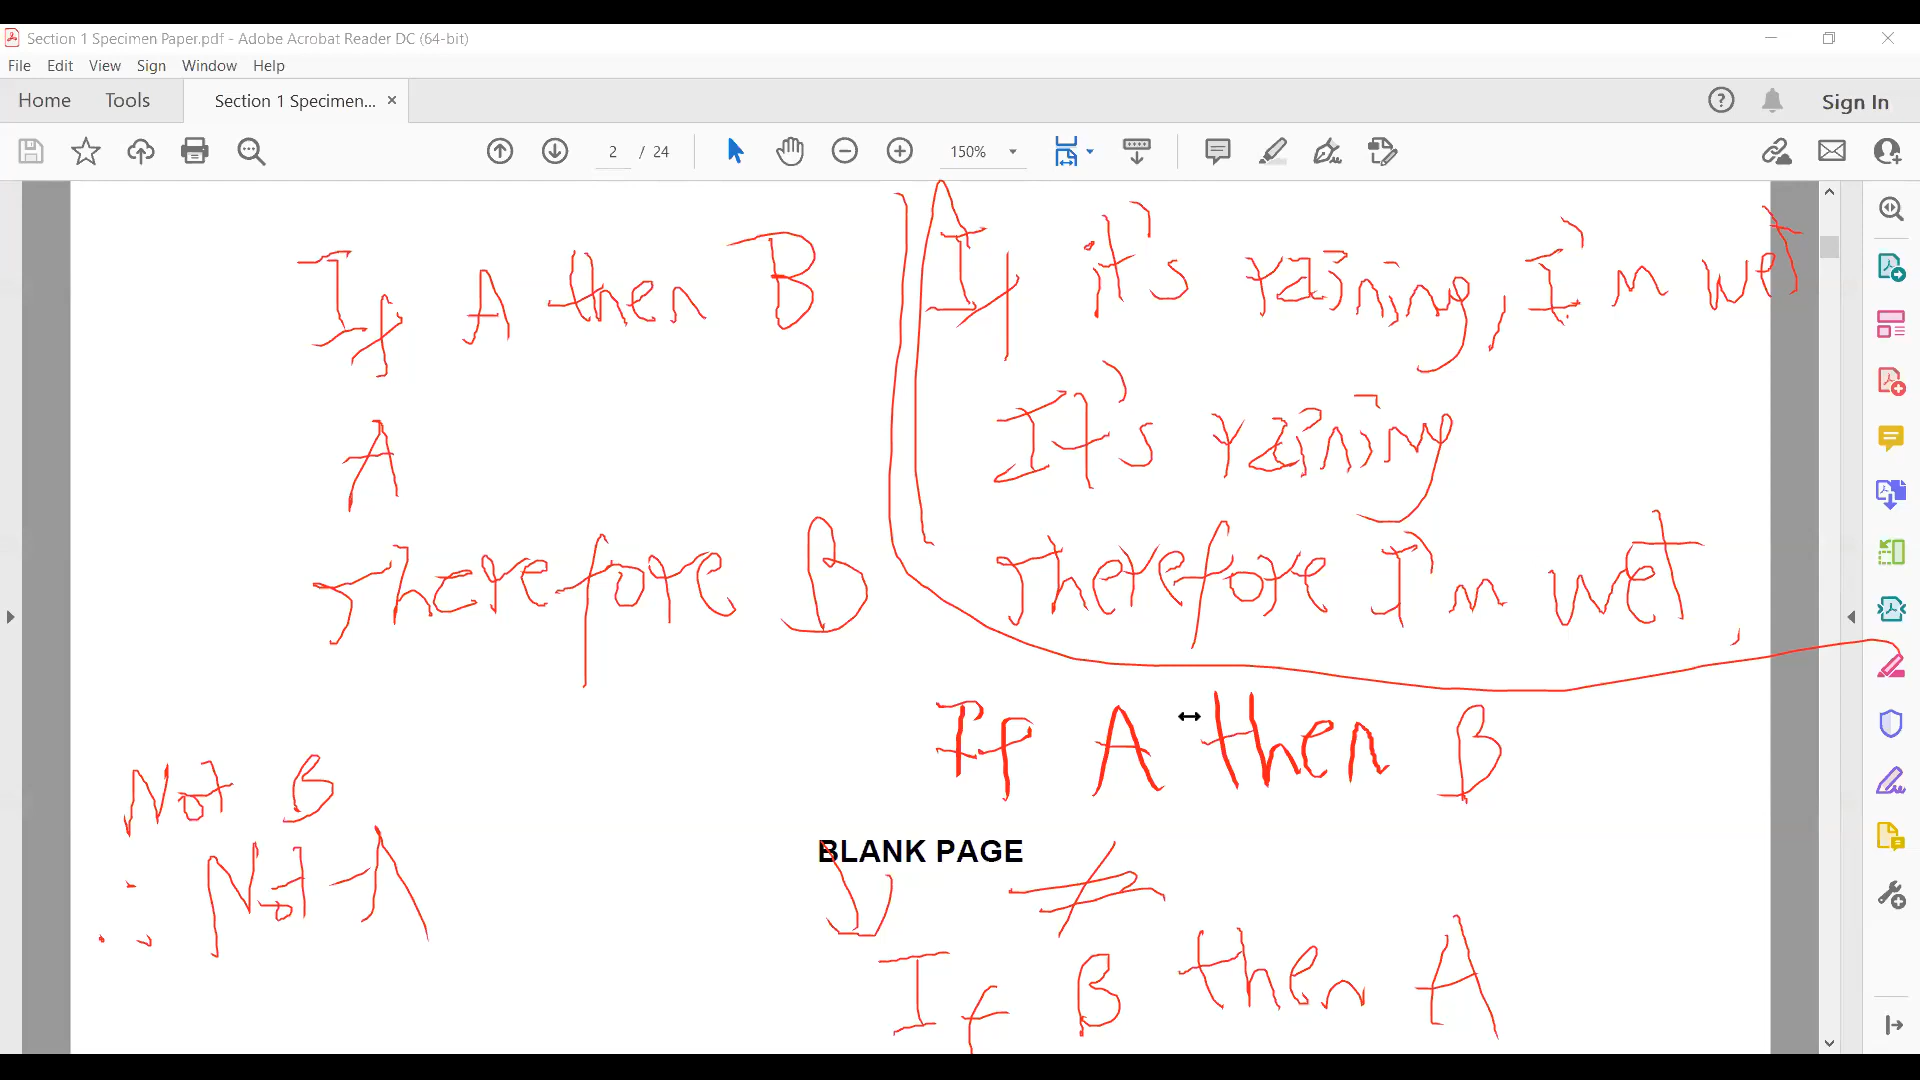 Section 1 Specimen Paper.pdf - Adobe Acrobat Reader DC (64-bit)
File Edit View Sign Window Help
Home Tools Section 1 Specimen... × Sign In
2 / 24 150%
If A then B
A
Therefore B
If it's raining, I'm wet
It's raining
Therefore I'm wet
If A then B
Not B
∴ Not A
BLANK PAGE
≠
If B then A